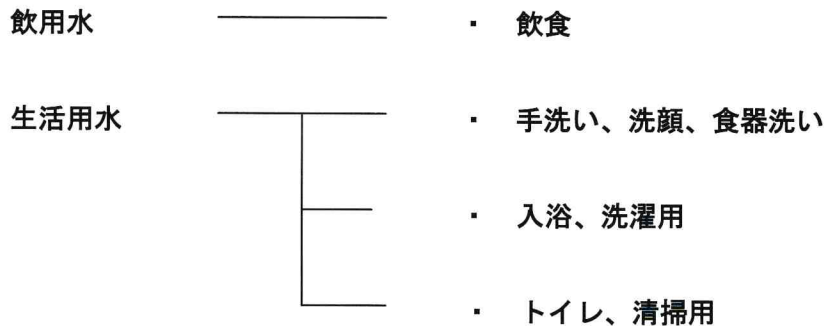 飲用水 ・ 飲食
生活用水 ・ 手洗い、洗顔、食器洗い
・ 入浴、洗濯用
・ トイレ、清掃用